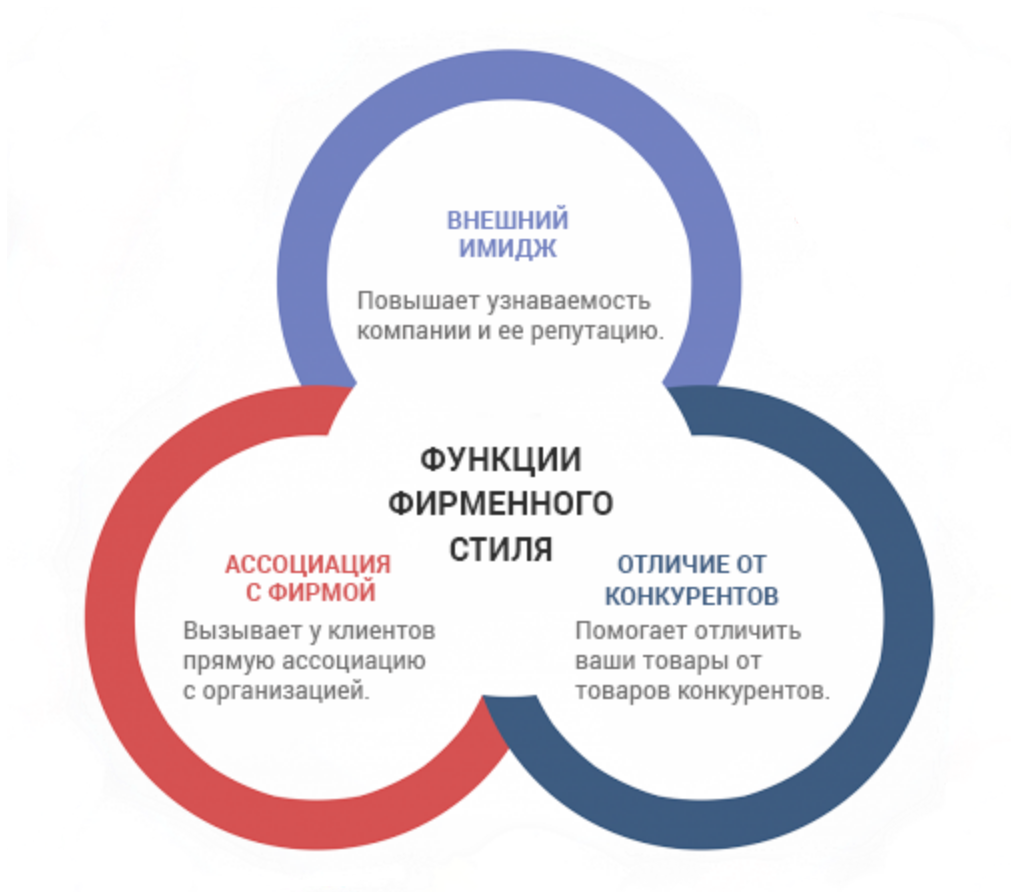 ВНЕШНИЙ
ИМИДЖ
Повышает узнаваемость
компании и ее репутацию.
ФУНКЦИИ
ФИРМЕННОГО
СТИЛЯ
АССОЦИАЦИЯ
С ФИРМОЙ
Вызывает у клиентов
прямую ассоциацию
с организацией.
ОТЛИЧИЕ ОТ
КОНКУРЕНТОВ
Помогает отличить
ваши товары от
товаров конкурентов.